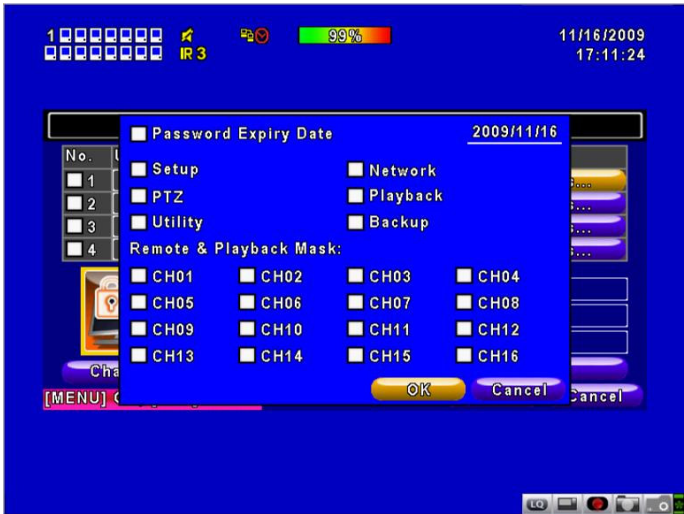 1 99% 11/16/2009
IR 3 17:11:24
Password Expiry Date 2009/11/16
No.
Setup Network
1
PTZ Playback
2
Utility Backup
3
Remote & Playback Mask:
4
CH01 CH02 CH03 CH04
CH05 CH06 CH07 CH08
CH09 CH10 CH11 CH12
CH13 CH14 CH15 CH16
OK Cancel
[MENU] Cancel
LQ